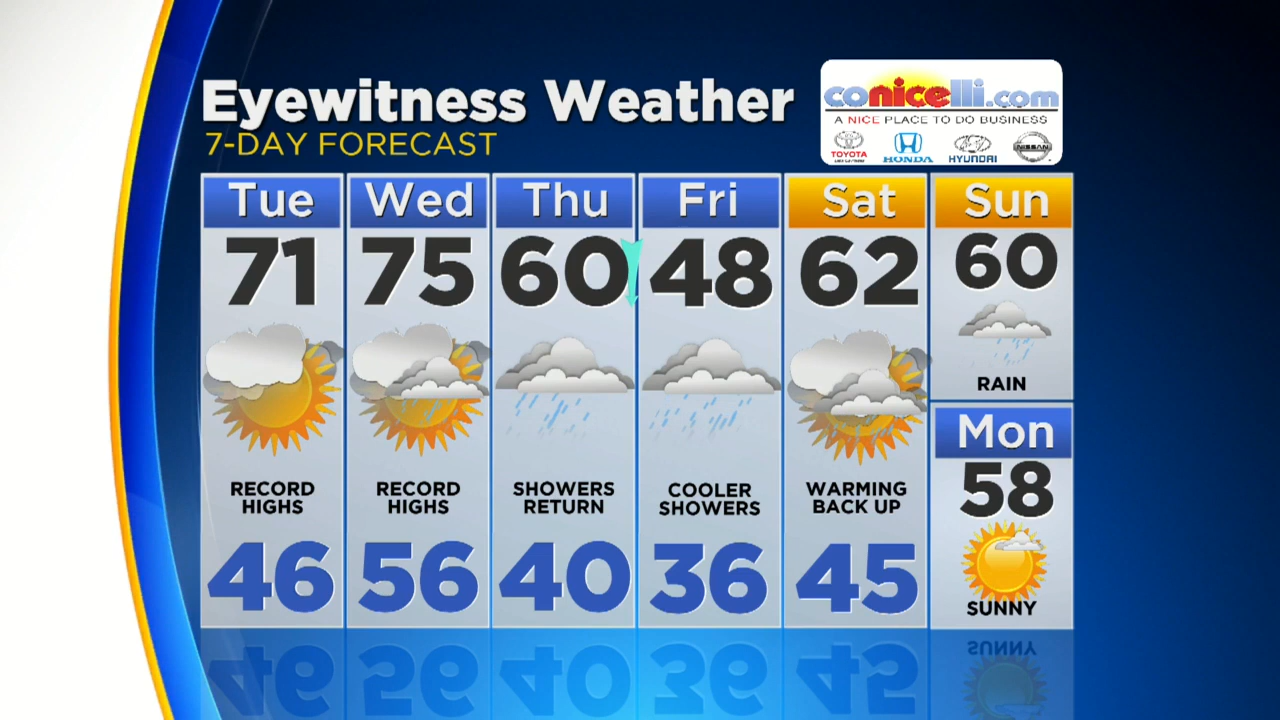 Eyewitness Weather
7-DAY FORECAST
conicelli.com
A NICE PLACE TO DO BUSINESS
TOYOTA HONDA HYUNDAI NISSAN
Tue Wed Thu Fri Sat Sun
71 75 60 48 62 60
RAIN
Mon
58
RECORD HIGHS
RECORD HIGHS
SHOWERS RETURN
COOLER SHOWERS
WARMING BACK UP
46 56 40 36 45
SUNNY